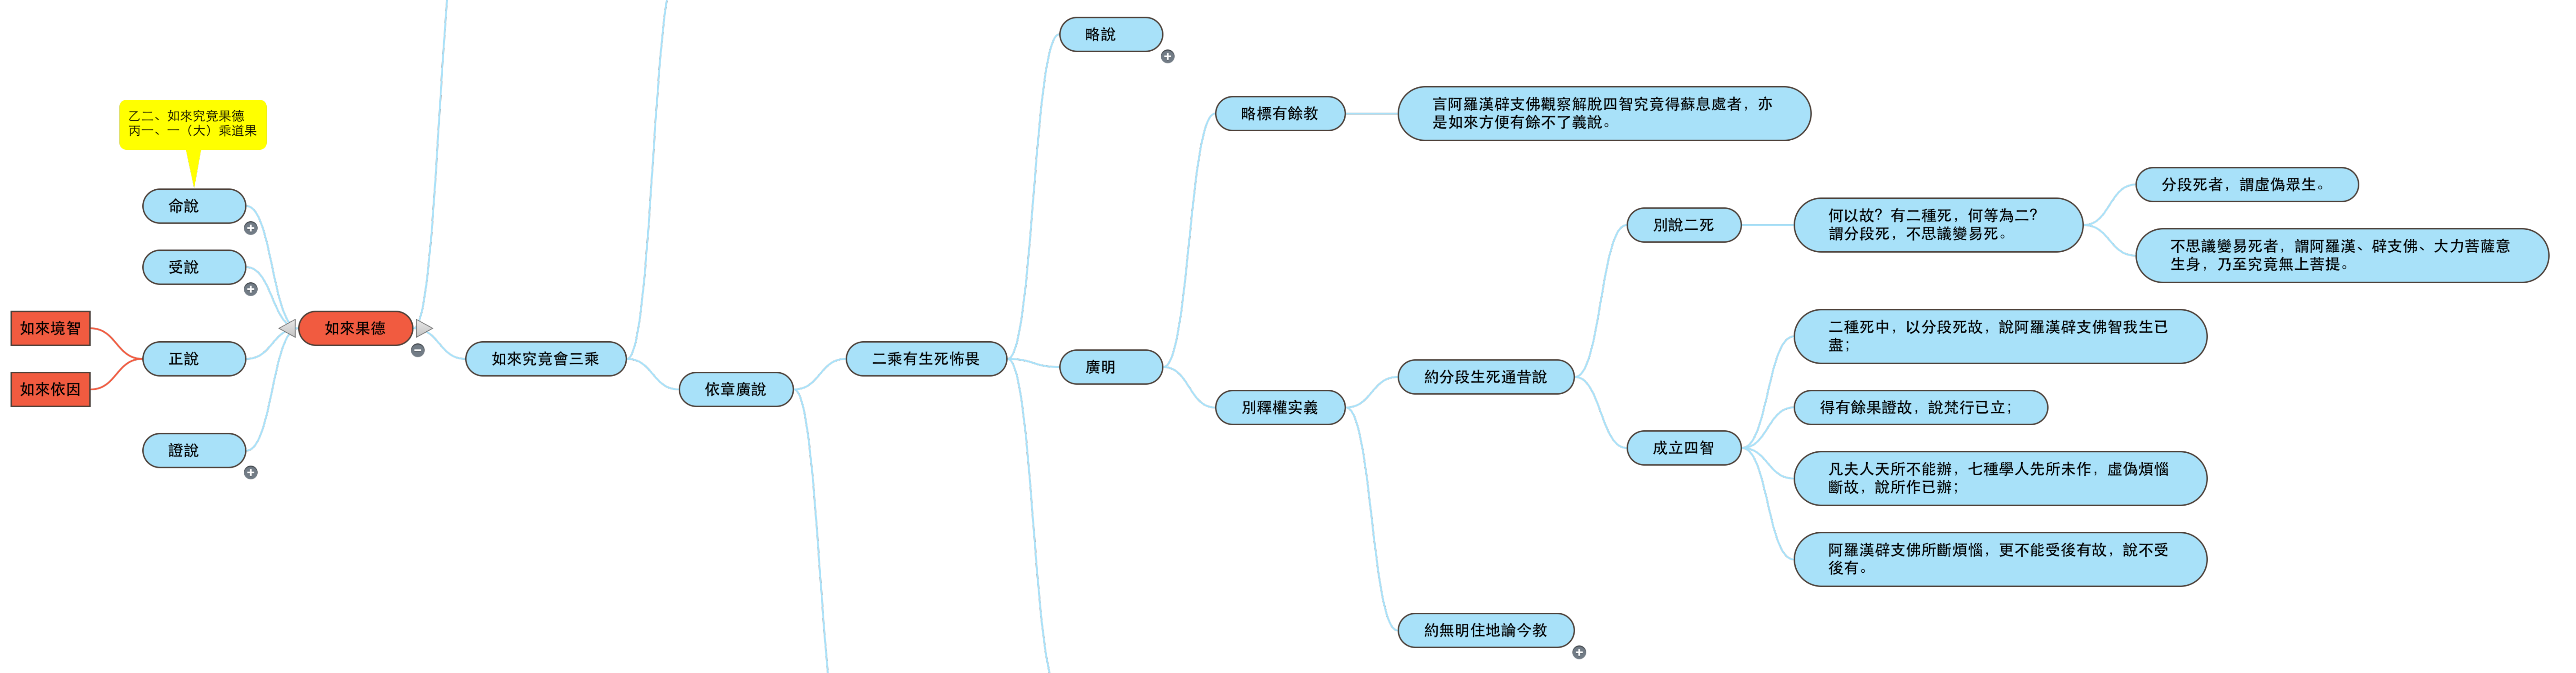 乙二、如來究竟果德
丙一、一（大）乘道果
命說
受說
如來境智
如來依因
正說
證說
如來果德
如來究竟會三乘
依章廣說
二乘有生死怖畏
略說
廣明
略標有餘教
言阿羅漢辟支佛觀察解脫四智究竟得蘇息處者，亦
是如來方便有餘不了義說。
別釋權实義
約分段生死通昔說
別說二死
何以故？有二種死，何等為二？
謂分段死，不思議變易死。
分段死者，謂虛偽眾生。
不思議變易死者，謂阿羅漢、辟支佛、大力菩薩意
生身，乃至究竟無上菩提。
成立四智
二種死中，以分段死故，說阿羅漢辟支佛智我生已
盡；
得有餘果證故，說梵行已立；
凡夫人天所不能辦，七種學人先所未作，虛偽煩惱
斷故，說所作已辦；
阿羅漢辟支佛所斷煩惱，更不能受後有故，說不受
後有。
約無明住地論今教